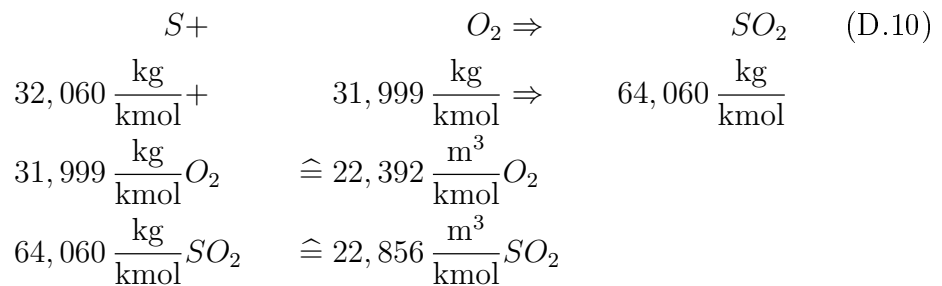 S+ O₂ ⇒ SO₂ (D.10)
32,060 kg/kmol + 31,999 kg/kmol ⇒ 64,060 kg/kmol
31,999 kg/kmol O₂ ≙ 22,392 m³/kmol O₂
64,060 kg/kmol SO₂ ≙ 22,856 m³/kmol SO₂